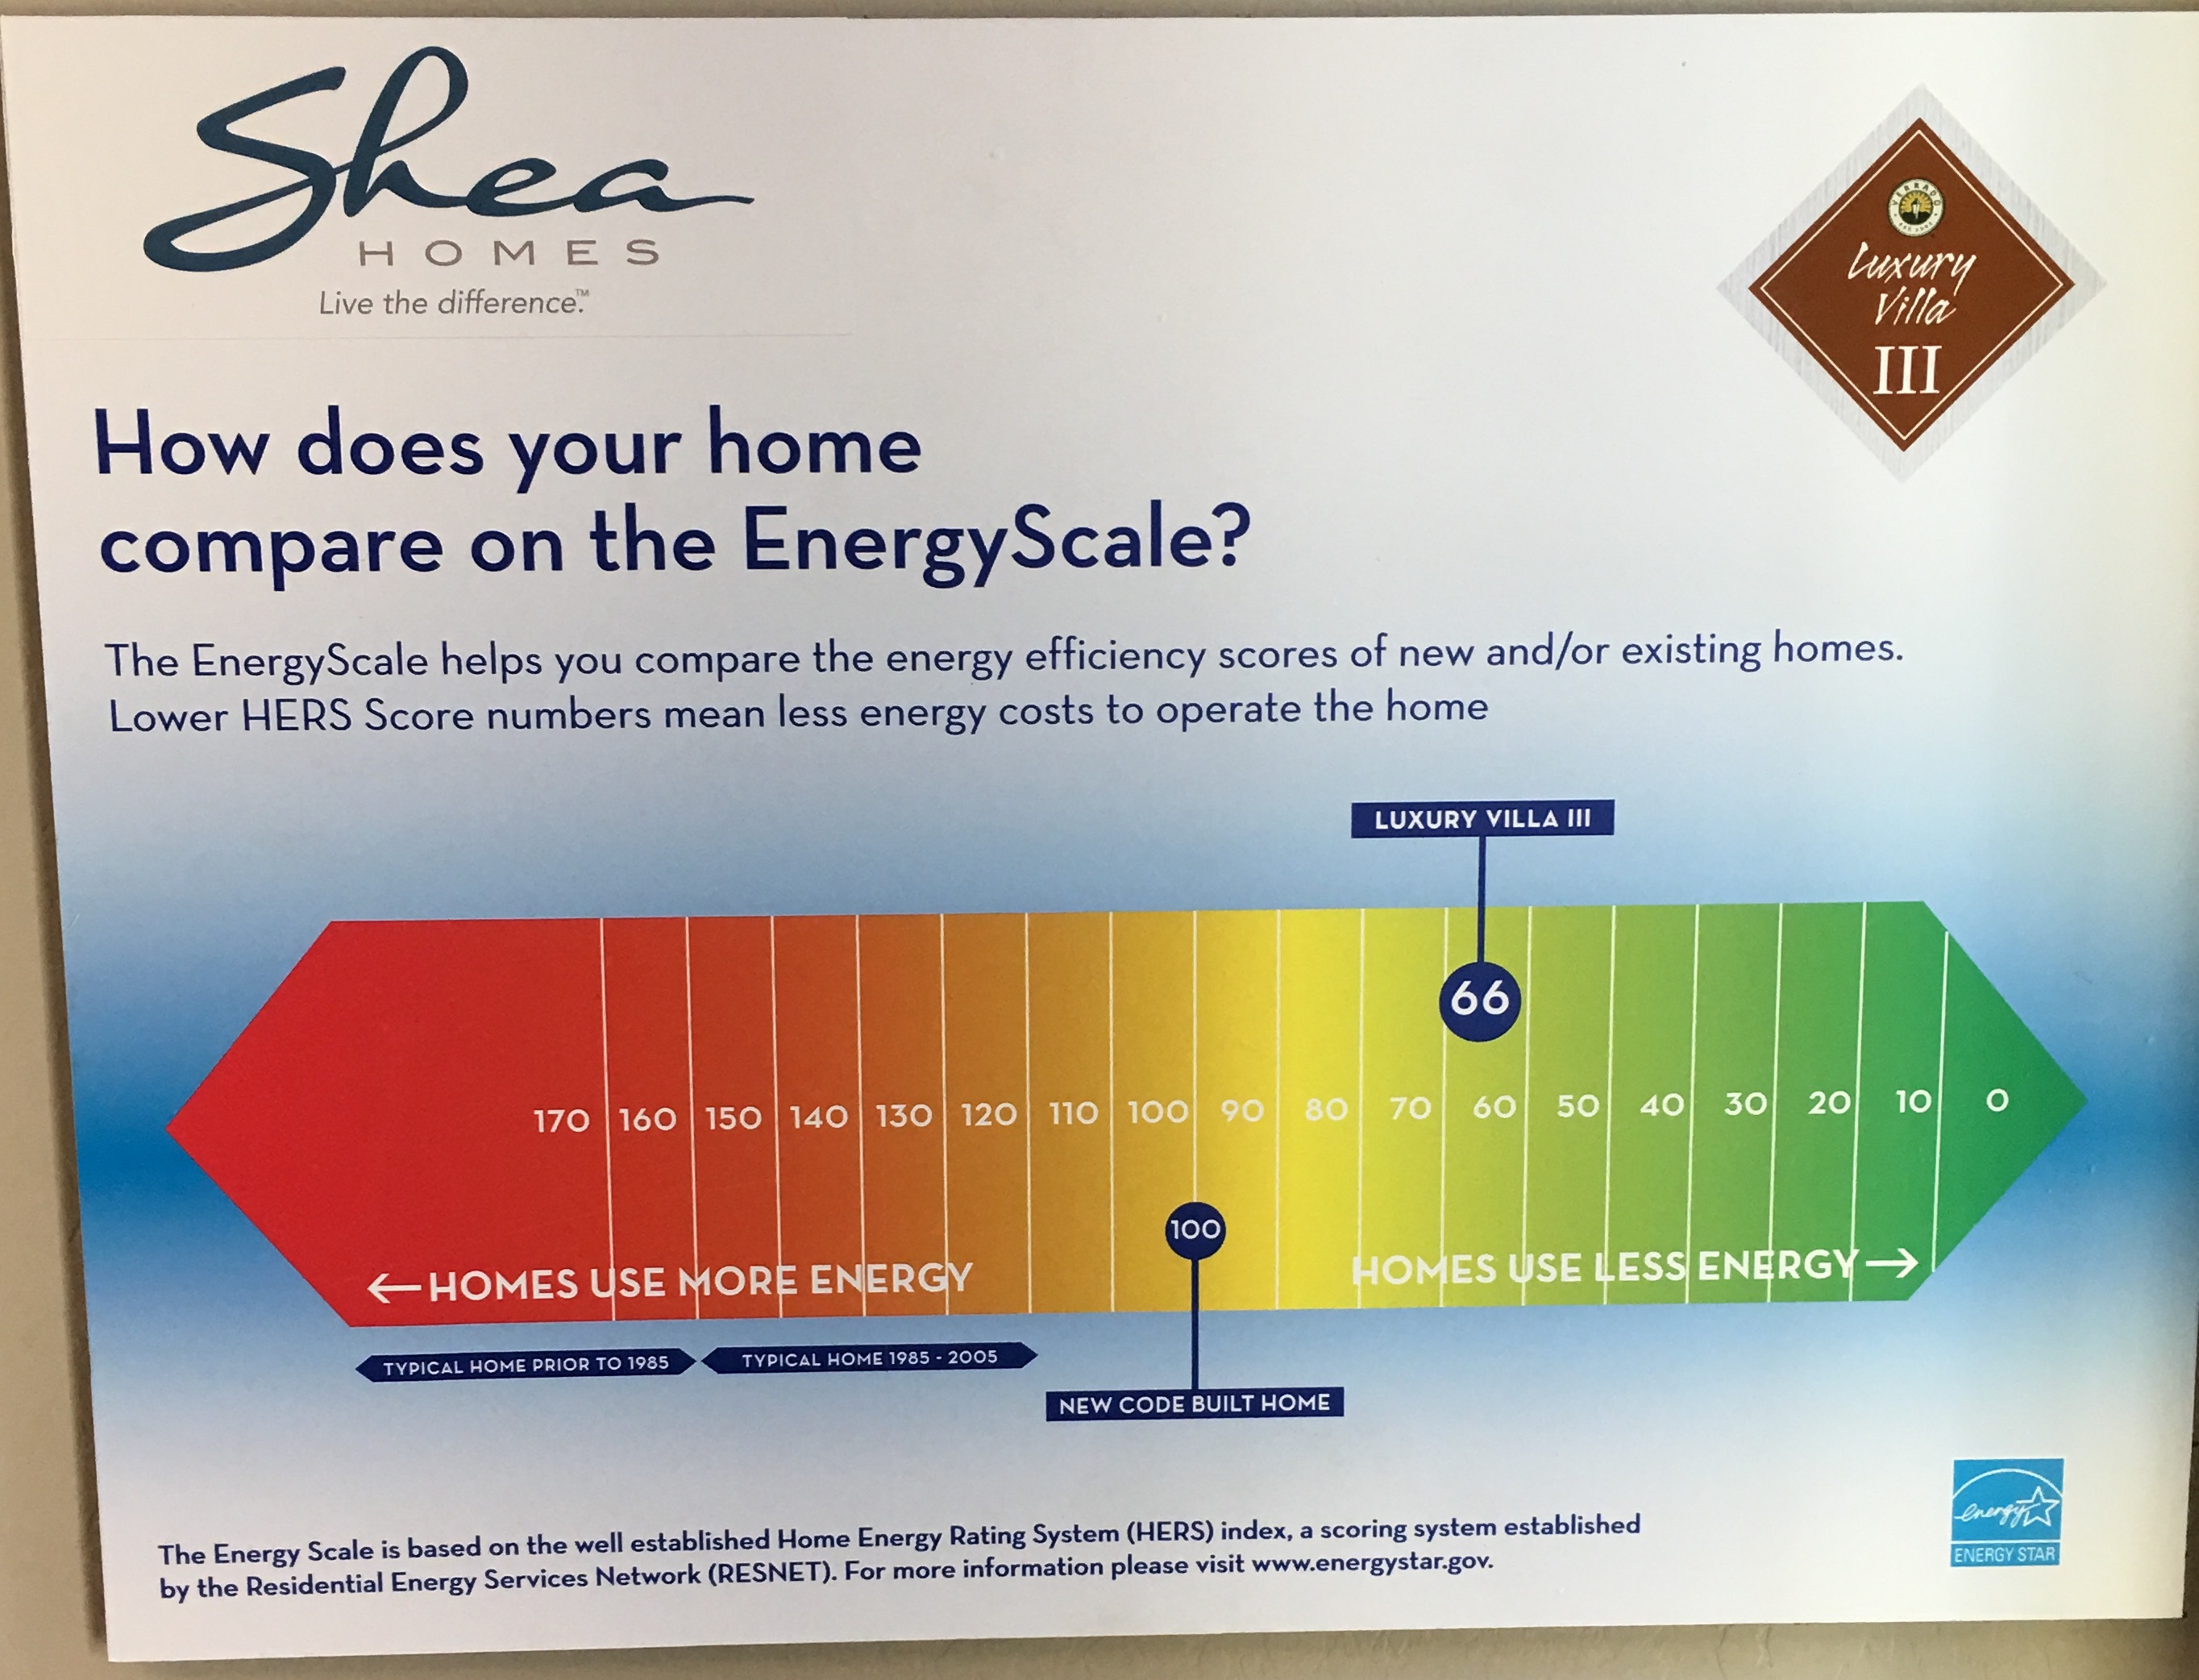 Shea
HOMES
Live the difference.™
VERRADO
Luxury
Villa
III
How does your home
compare on the EnergyScale?
The EnergyScale helps you compare the energy efficiency scores of new and/or existing homes.
Lower HERS Score numbers mean less energy costs to operate the home
LUXURY VILLA III
66
170 160 150 140 130 120 110 100 90 80 70 60 50 40 30 20 10 0
100
←HOMES USE MORE ENERGY
HOMES USE LESS ENERGY→
TYPICAL HOME PRIOR TO 1985
TYPICAL HOME 1985 - 2005
NEW CODE BUILT HOME
The Energy Scale is based on the well established Home Energy Rating System (HERS) index, a scoring system established
by the Residential Energy Services Network (RESNET). For more information please visit www.energystar.gov.
energy
ENERGY STAR